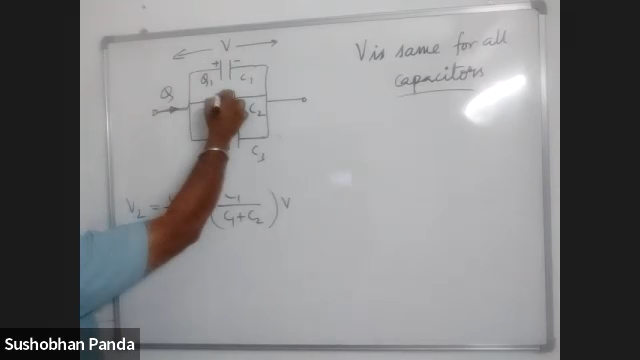 V
V is same for all
capacitors
+ -
Q₁ C₁
Q
C₂
C₃
V₂ = ( C₁ / C₁ + C₂ ) V
Sushobhan Panda